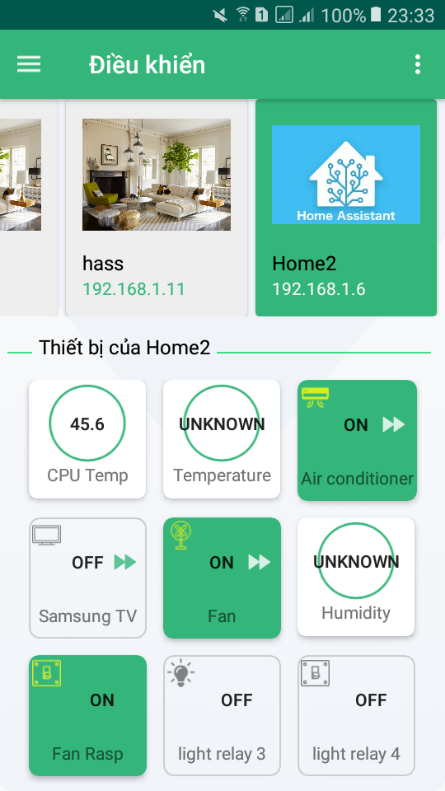 1 100% 23:33
Điều khiển
hass
192.168.1.11
Home Assistant
Home2
192.168.1.6
Thiết bị của Home2
45.6
CPU Temp
UNKNOWN
Temperature
ON
Air conditioner
OFF
Samsung TV
ON
Fan
UNKNOWN
Humidity
ON
Fan Rasp
OFF
light relay 3
OFF
light relay 4